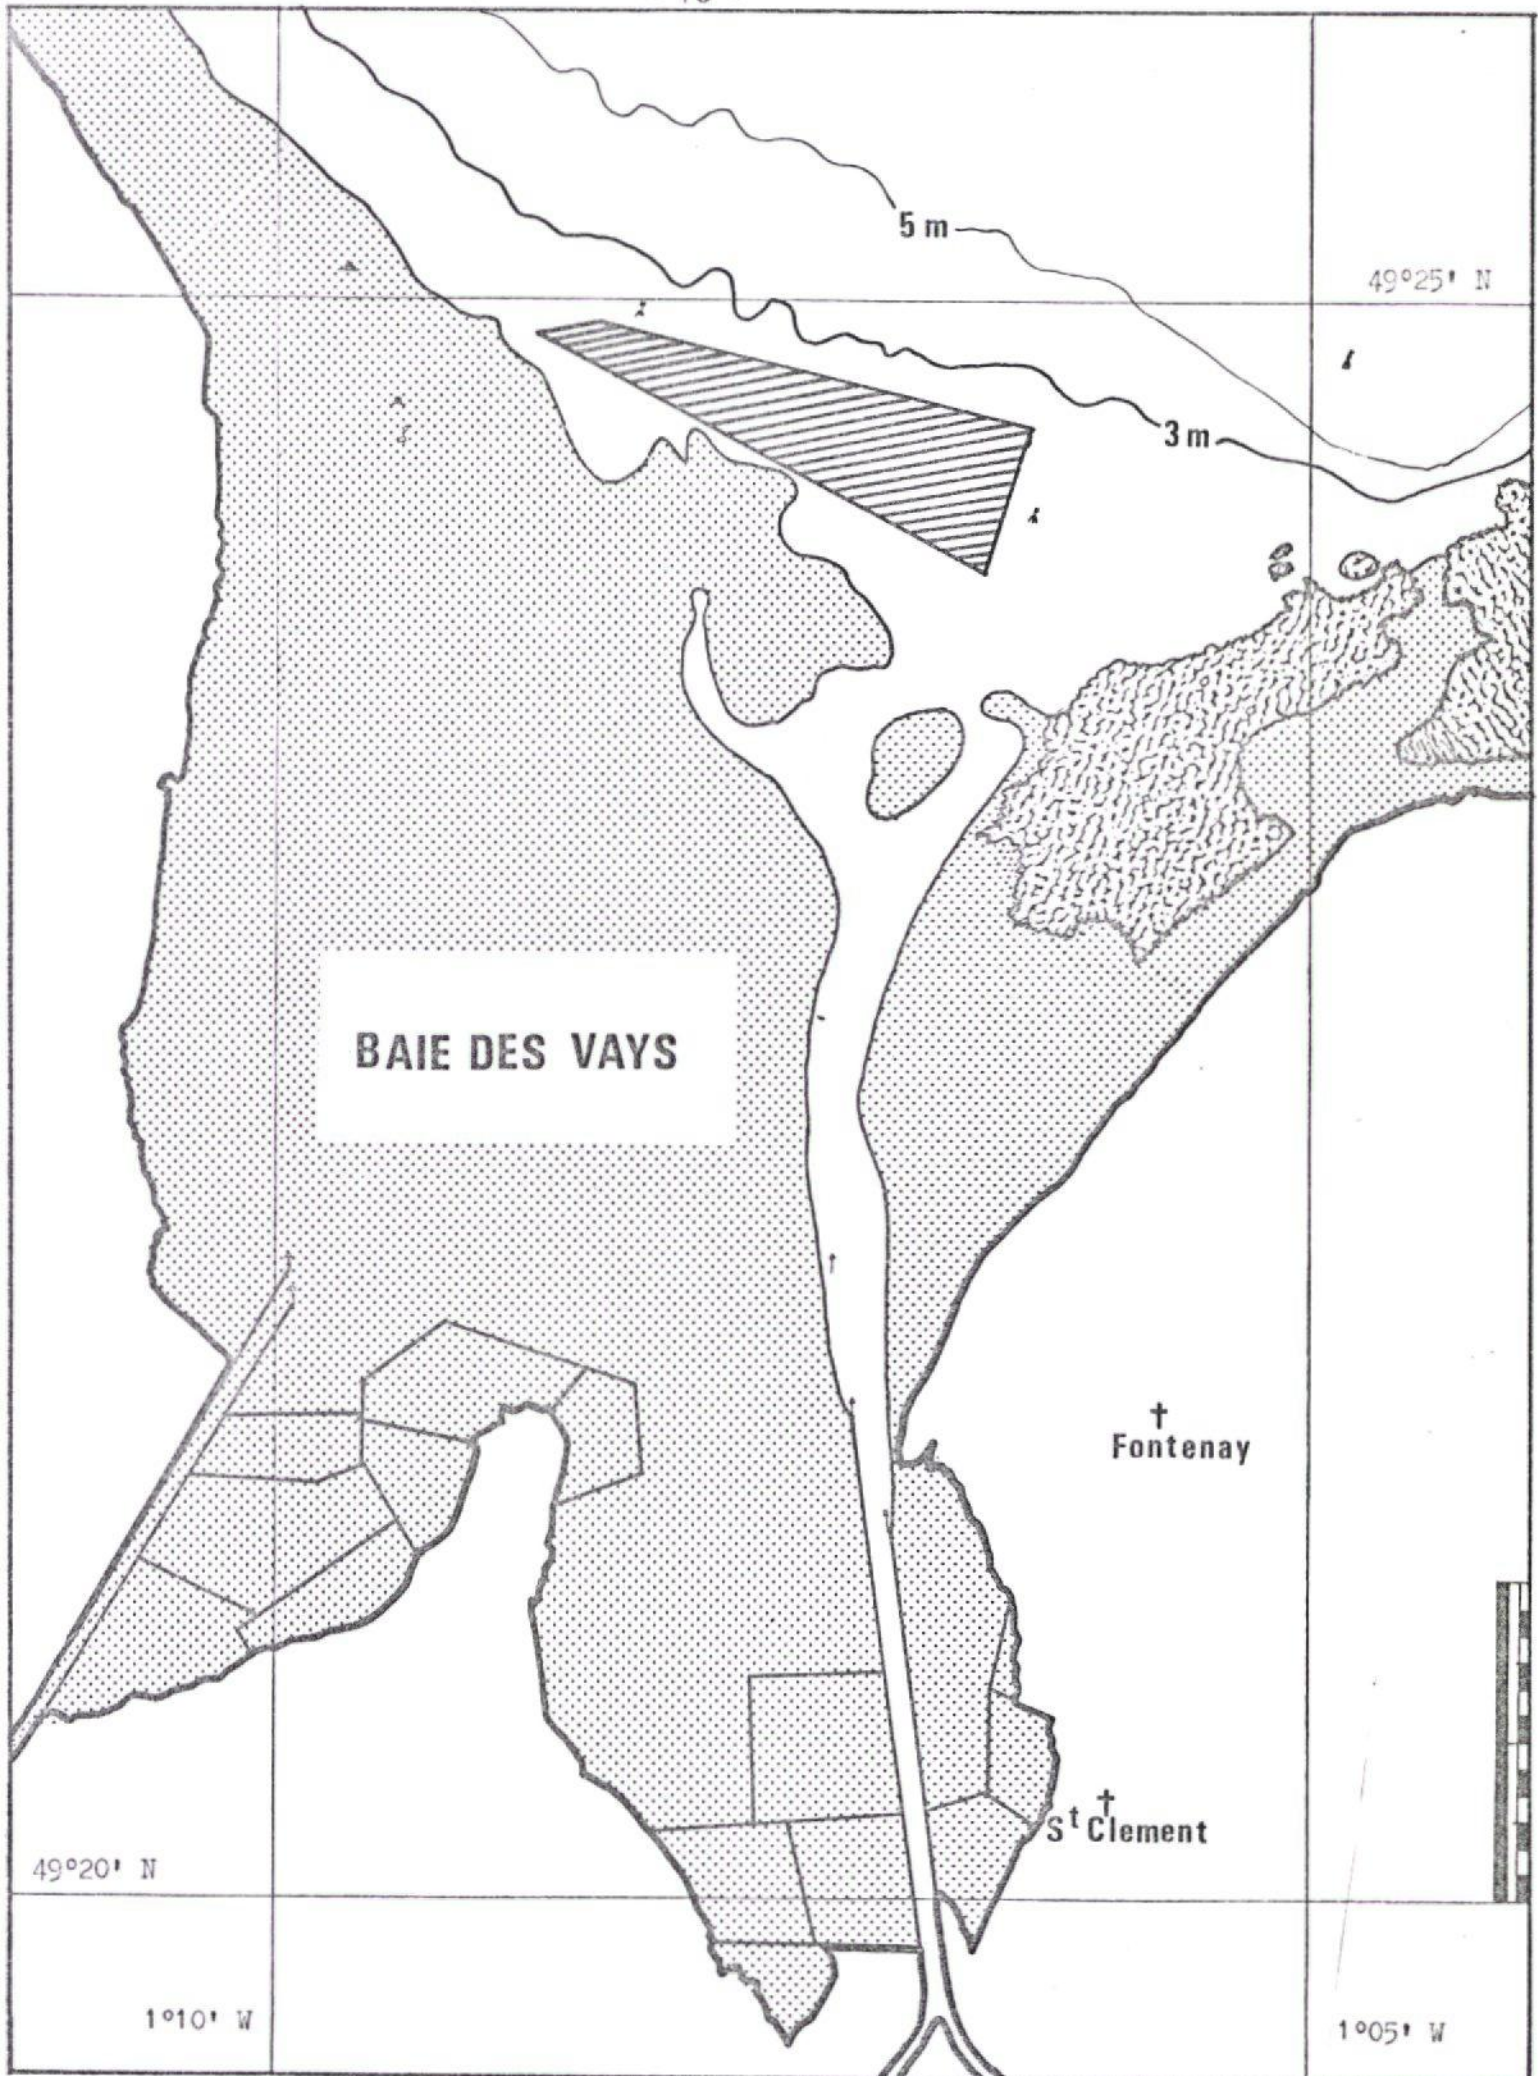 5 m
49°25' N
3 m
BAIE DES VAYS
Fontenay
St Clement
49°20' N
1°10' W
1°05' W